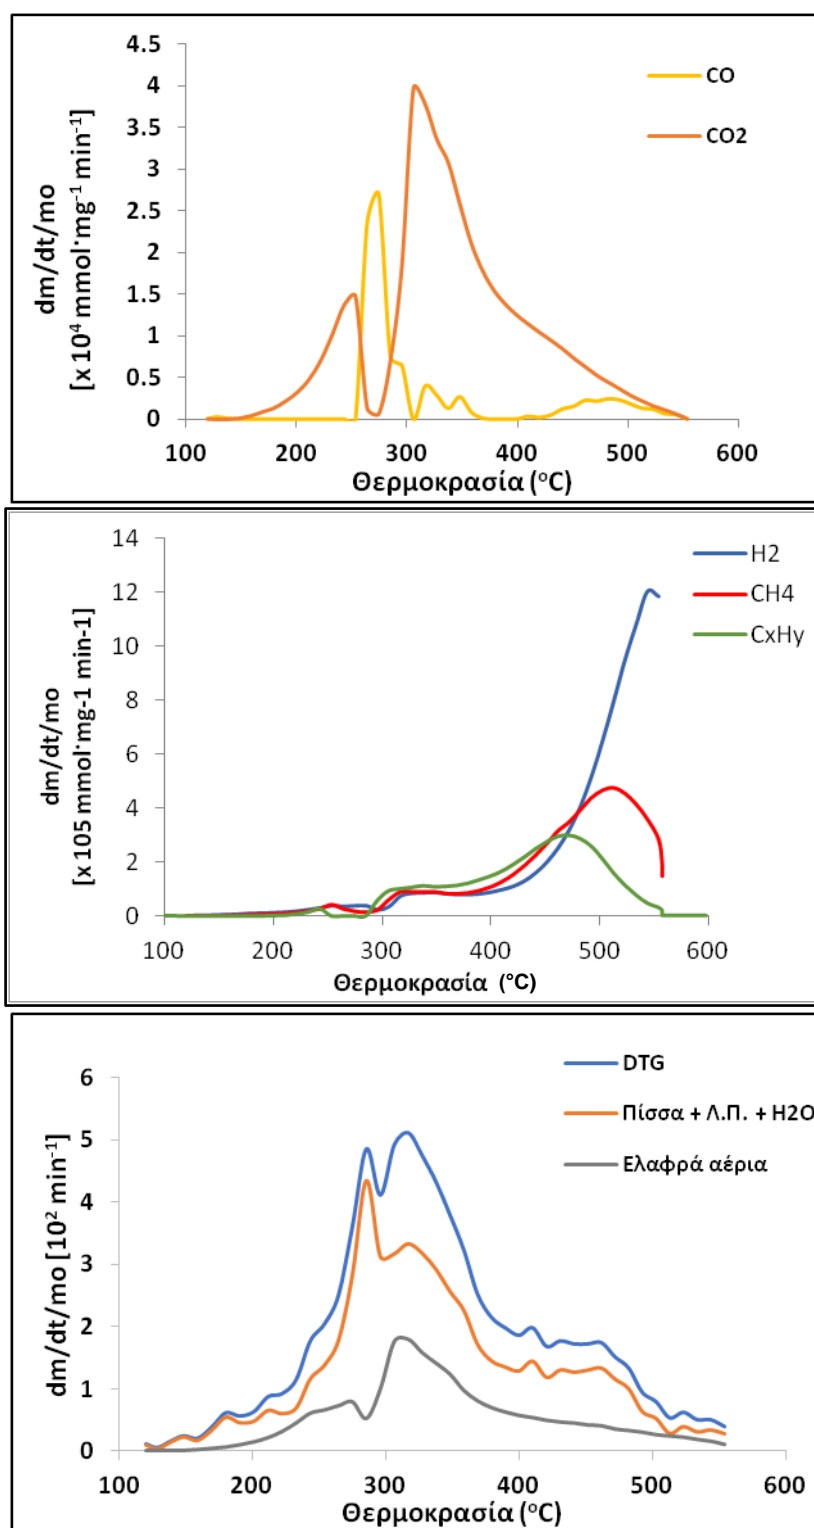 4.5
4
3.5
3
2.5
2
1.5
1
0.5
0
dm/dt/mo
[x10⁴ mmol·mg⁻¹ min⁻¹]
CO
CO2
100 200 300 400 500 600
Θερμοκρασία (°C)
14
12
10
8
6
4
2
0
dm/dt/mo
[x 105 mmol·mg-1 min-1]
H2
CH4
CxHy
100 200 300 400 500 600
Θερμοκρασία (°C)
6
5
4
3
2
1
0
dm/dt/mo [10² min⁻¹]
DTG
Πίσσα + Λ.Π. + H2O
Ελαφρά αέρια
100 200 300 400 500 600
Θερμοκρασία (°C)